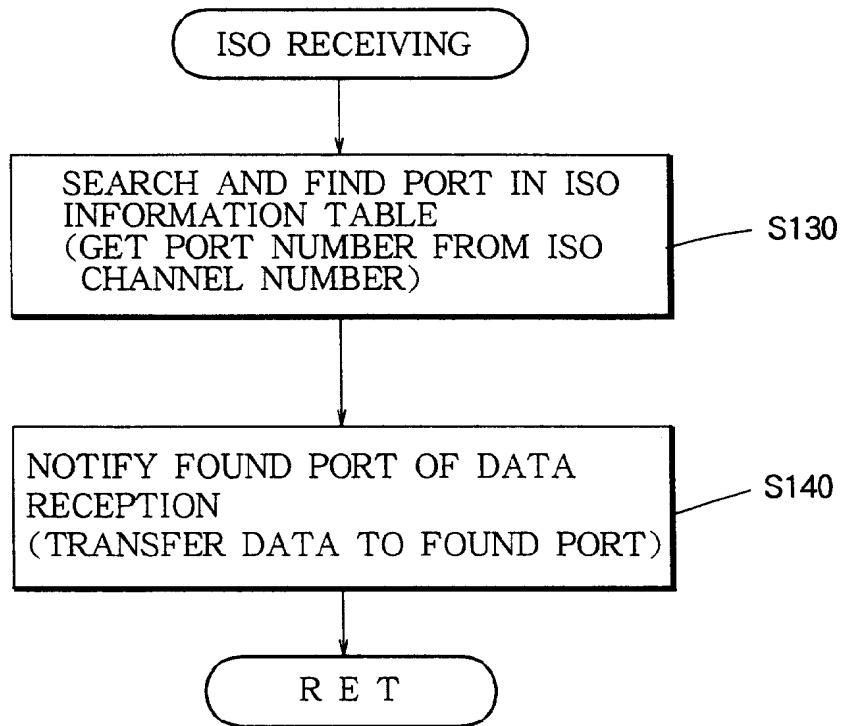 ISO RECEIVING
SEARCH AND FIND PORT IN ISO
INFORMATION TABLE
(GET PORT NUMBER FROM ISO
CHANNEL NUMBER)
S130
NOTIFY FOUND PORT OF DATA
RECEPTION
(TRANSFER DATA TO FOUND PORT)
S140
R E T